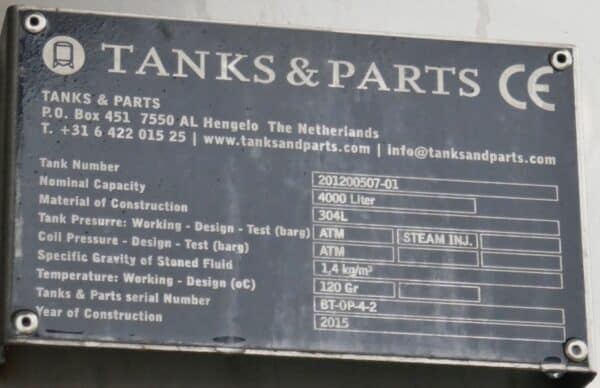 TANKS & PARTS CE
TANKS & PARTS
P.O. Box 451 7550 AL Hengelo The Netherlands
T. +31 6 422 015 25 | www.tanksandparts.com | info@tanksandparts.com
Tank Number 201200507-01
Nominal Capacity 4000 Liter
Material of Construction 304L
Tank Presurre: Working - Design - Test (barg) ATM STEAM INJ.
Coil Pressure - Design - Test (barg) ATM
Specific Gravity of Stoned Fluid 1,4 kg/m³
Temperature: Working - Design (oC) 120 Gr
Tanks & Parts serial Number BT-OP-4-2
Year of Construction 2015